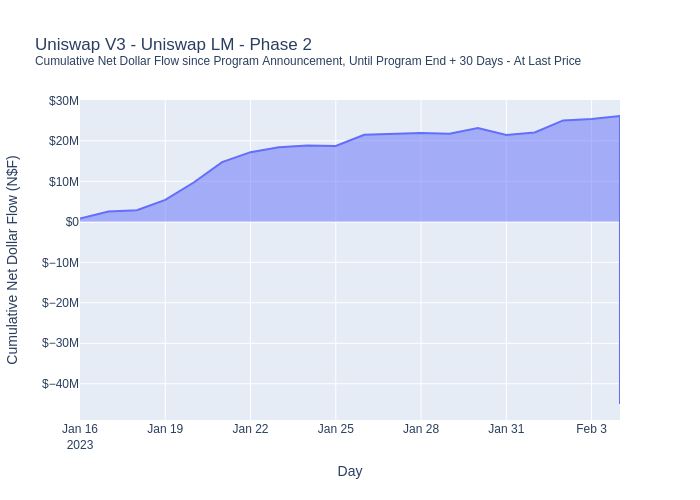 Uniswap V3 - Uniswap LM - Phase 2
Cumulative Net Dollar Flow since Program Announcement, Until Program End + 30 Days - At Last Price
Cumulative Net Dollar Flow (N$F)
$30M
$20M
$10M
$0
$−10M
$−20M
$−30M
$−40M
Jan 16
2023
Jan 19
Jan 22
Jan 25
Jan 28
Jan 31
Feb 3
Day